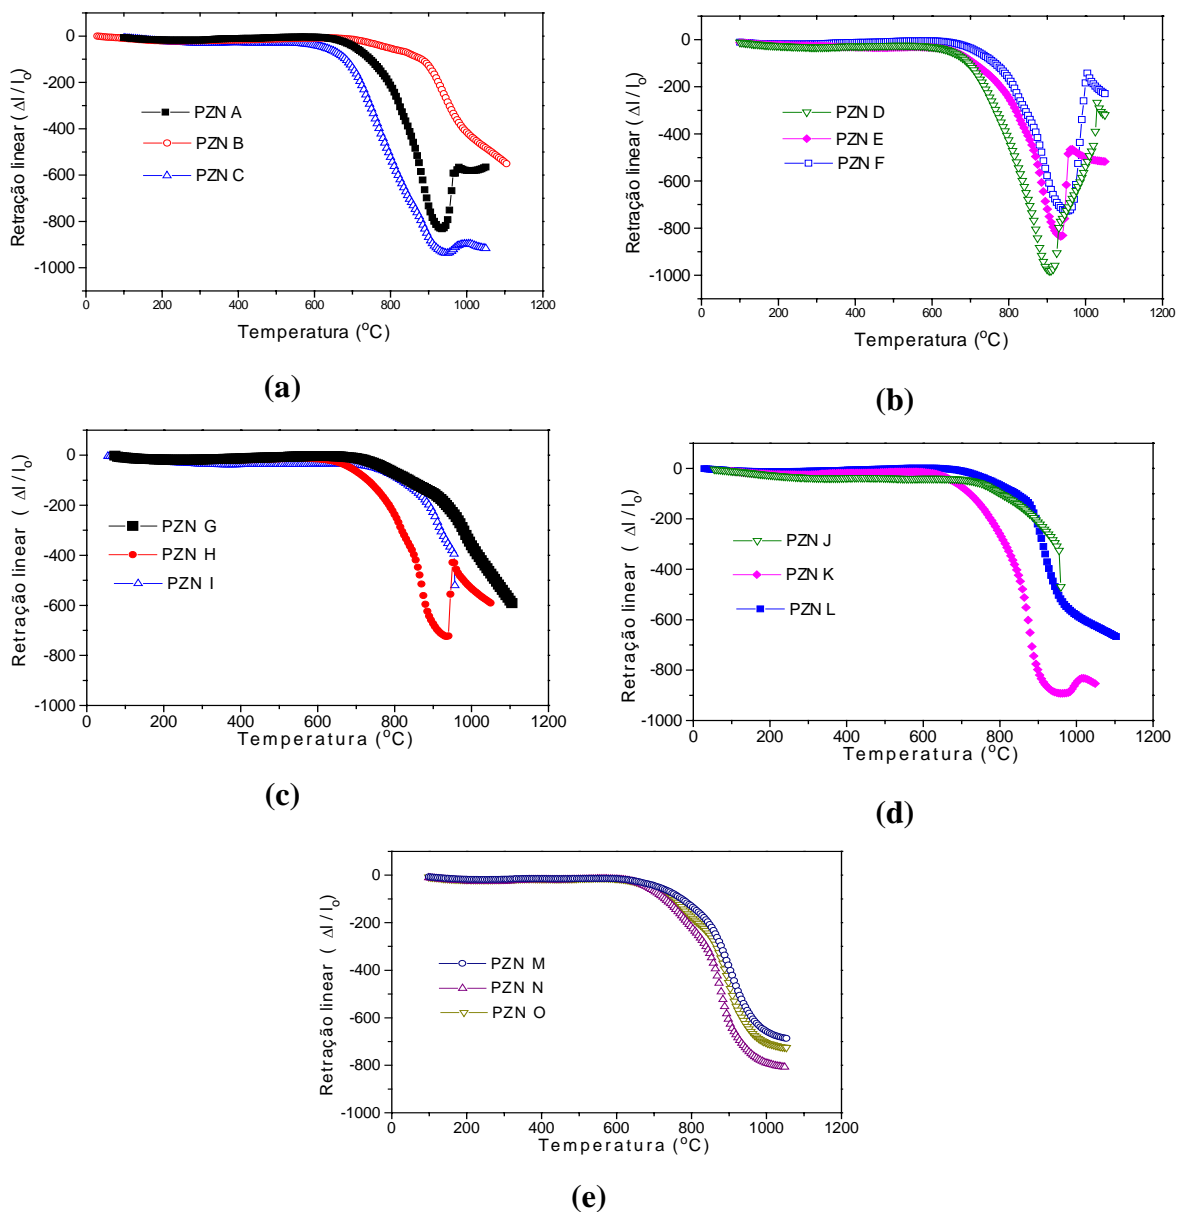 Retração linear ( Δl / l₀)
0
-200
-400
-600
-800
-1000
PZN A
PZN B
PZN C
0 200 400 600 800 1000 1200
Temperatura (°C)
(a)
Retração linear ( Δl / l₀)
0
-200
-400
-600
-800
-1000
PZN D
PZN E
PZN F
0 200 400 600 800 1000 1200
Temperatura (°C)
(b)
Retração linear ( Δl / l₀)
0
-200
-400
-600
-800
-1000
PZN G
PZN H
PZN I
0 200 400 600 800 1000 1200
Temperatura (°C)
(c)
Retração linear ( Δl / l₀)
0
-200
-400
-600
-800
-1000
PZN J
PZN K
PZN L
0 200 400 600 800 1000 1200
Temperatura (°C)
(d)
Retração linear ( Δl / l₀)
0
-200
-400
-600
-800
-1000
PZN M
PZN N
PZN O
0 200 400 600 800 1000 1200
Temperatura (°C)
(e)